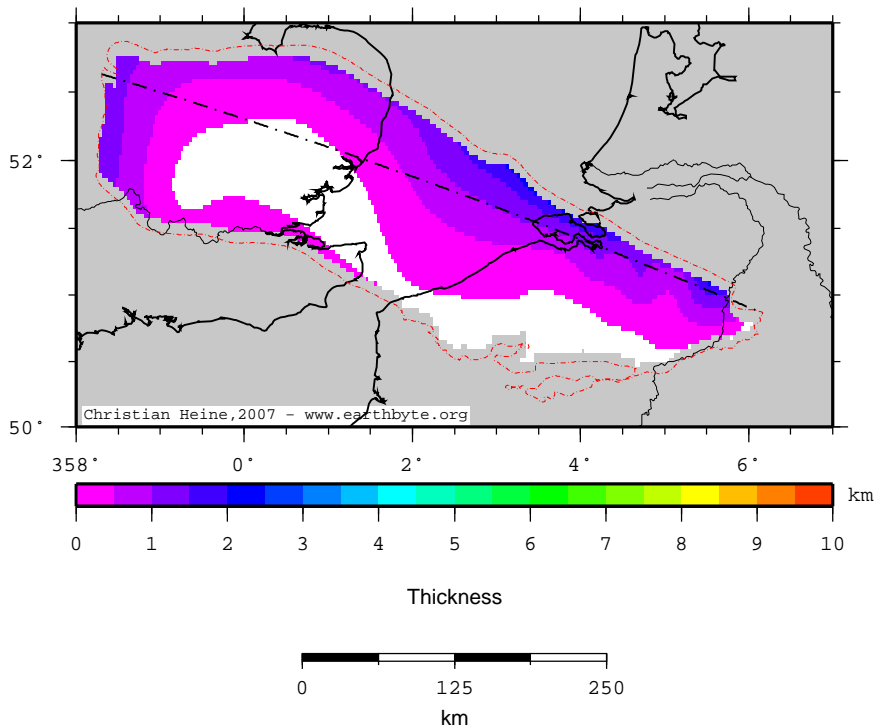 52°
Christian Heine,2007 - www.earthbyte.org
50°
358° 0° 2° 4° 6°
km
0 1 2 3 4 5 6 7 8 9 10
Thickness
0 125 250
km